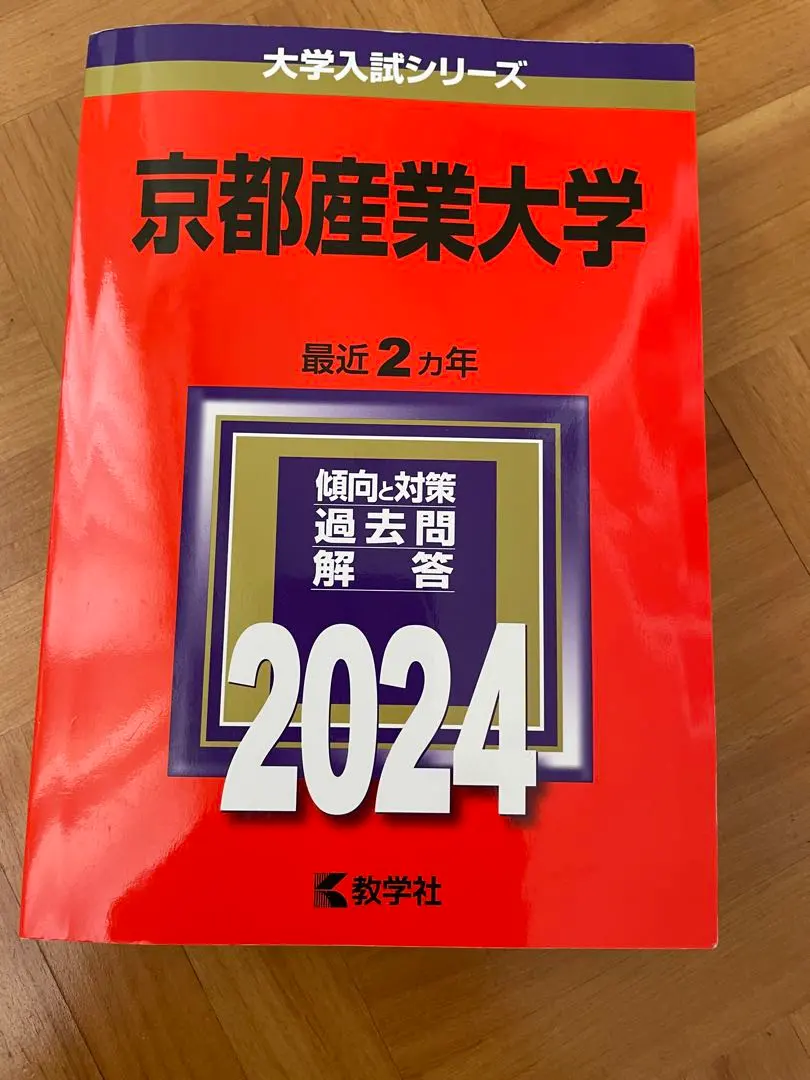 大学入試シリーズ
京都産業大学
最近2カ年
傾向と対策
過去問
解答
2024
教学社